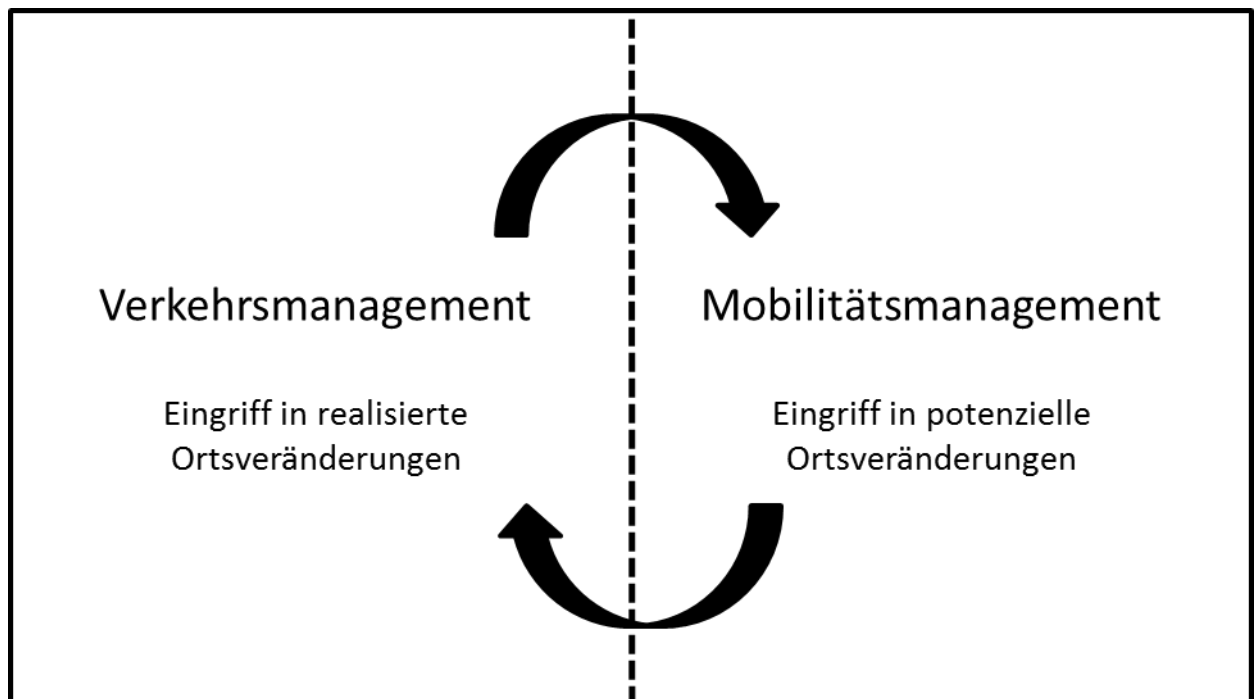 Verkehrsmanagement
Eingriff in realisierte
Ortsveränderungen
Mobilitätsmanagement
Eingriff in potenzielle
Ortsveränderungen